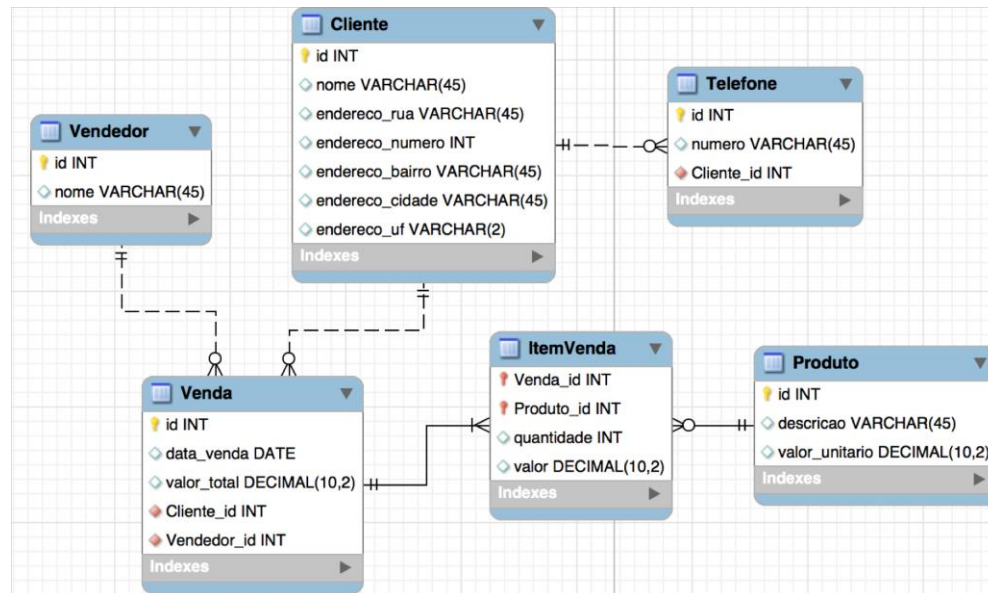 Cliente
id INT
nome VARCHAR(45)
endereco_rua VARCHAR(45)
endereco_numero INT
endereco_bairro VARCHAR(45)
endereco_cidade VARCHAR(45)
endereco_uf VARCHAR(2)
Indexes
Telefone
id INT
numero VARCHAR(45)
Cliente_id INT
Indexes
Vendedor
id INT
nome VARCHAR(45)
Indexes
Venda
id INT
data_venda DATE
valor_total DECIMAL(10,2)
Cliente_id INT
Vendedor_id INT
Indexes
ItemVenda
Venda_id INT
Produto_id INT
quantidade INT
valor DECIMAL(10,2)
Indexes
Produto
id INT
descricao VARCHAR(45)
valor_unitario DECIMAL(10,2)
Indexes